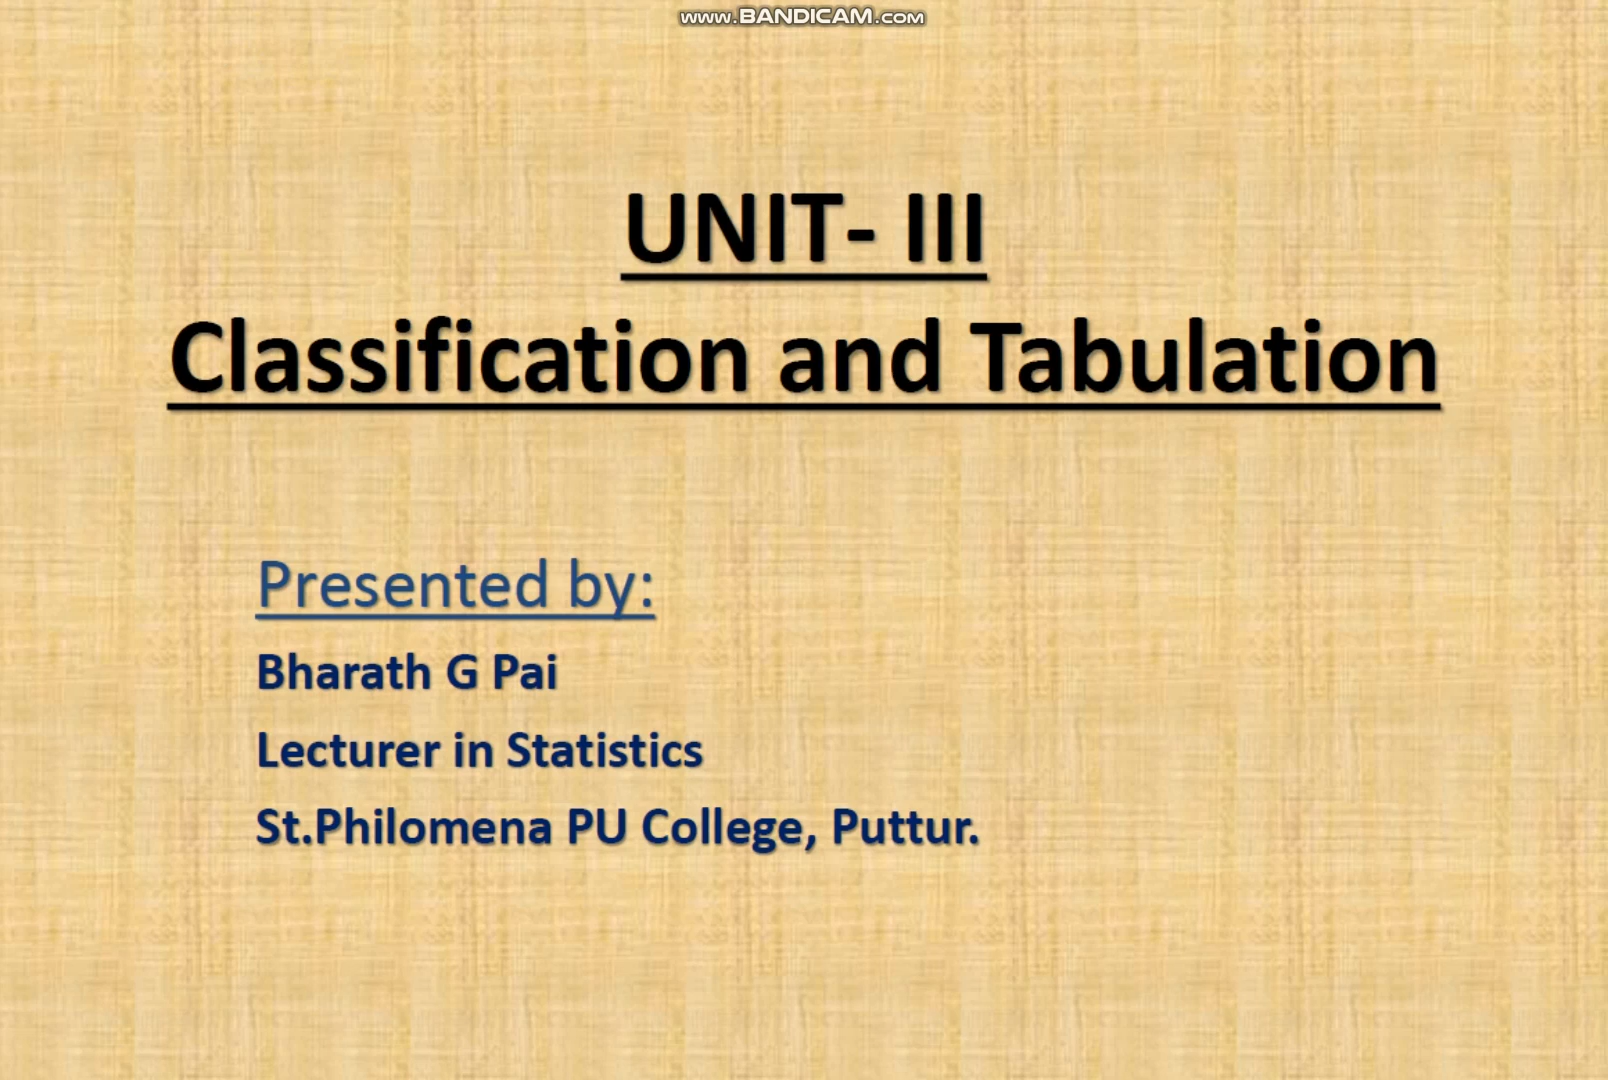 www.BANDICAM.com
UNIT- III
Classification and Tabulation
Presented by:
Bharath G Pai
Lecturer in Statistics
St.Philomena PU College, Puttur.